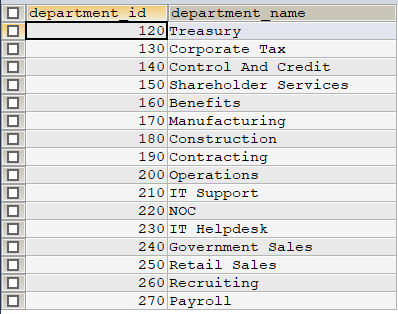 department_id department_name
120 Treasury
130 Corporate Tax
140 Control And Credit
150 Shareholder Services
160 Benefits
170 Manufacturing
180 Construction
190 Contracting
200 Operations
210 IT Support
220 NOC
230 IT Helpdesk
240 Government Sales
250 Retail Sales
260 Recruiting
270 Payroll